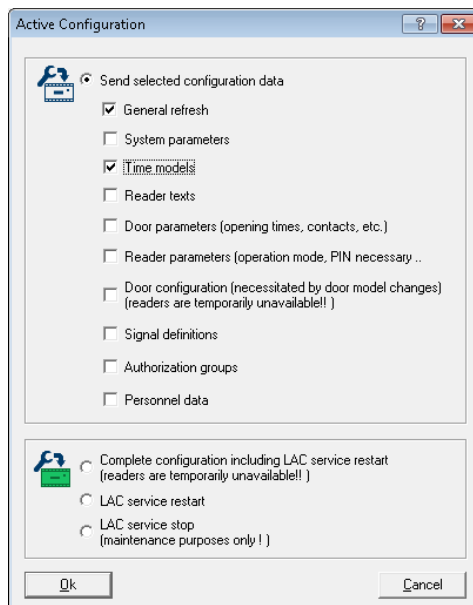 Active Configuration
?
Send selected configuration data
General refresh
System parameters
Time models
Reader texts
Door parameters (opening times, contacts, etc.)
Reader parameters (operation mode, PIN necessary ..
Door configuration (necessitated by door model changes)
(readers are temporarily unavailable!! )
Signal definitions
Authorization groups
Personnel data
Complete configuration including LAC service restart
(readers are temporarily unavailable!! )
LAC service restart
LAC service stop
(maintenance purposes only ! )
Ok
Cancel